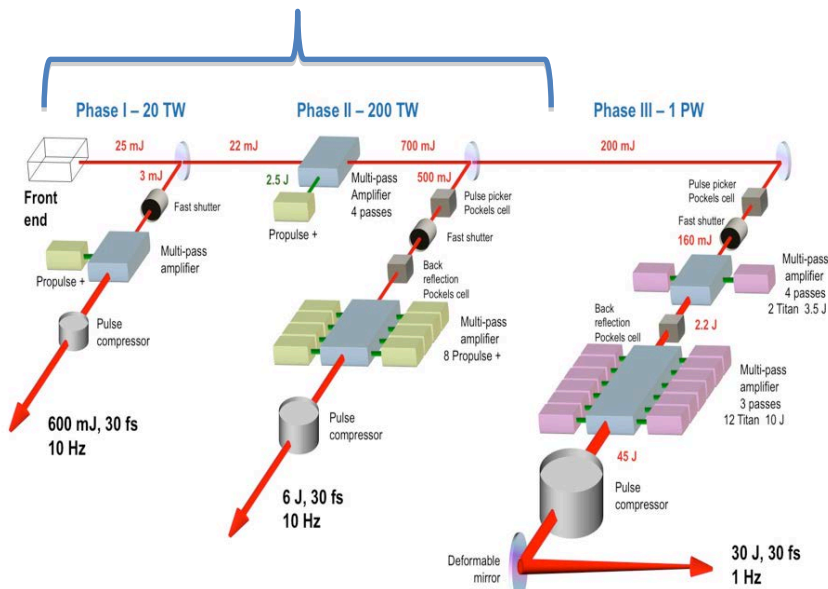 Phase I – 20 TW
Phase II – 200 TW
Phase III – 1 PW
25 mJ
22 mJ
700 mJ
200 mJ
3 mJ
2.5 J
500 mJ
Front
end
Fast shutter
Multi-pass
amplifier
Propulse +
Pulse
compressor
600 mJ, 30 fs
10 Hz
Multi-pass
Amplifier
4 passes
Propulse +
Pulse picker
Pockels cell
Fast shutter
Back
reflection
Pockels cell
Multi-pass
amplifier
8 Propulse +
Pulse
compressor
6 J, 30 fs
10 Hz
Pulse picker
Pockels cell
Fast shutter
160 mJ
Multi-pass
amplifier
4 passes
2 Titan 3.5 J
Back
reflection
Pockels cell
2.2 J
Multi-pass
amplifier
3 passes
12 Titan 10 J
45 J
Pulse
compressor
Deformable
mirror
30 J, 30 fs
1 Hz